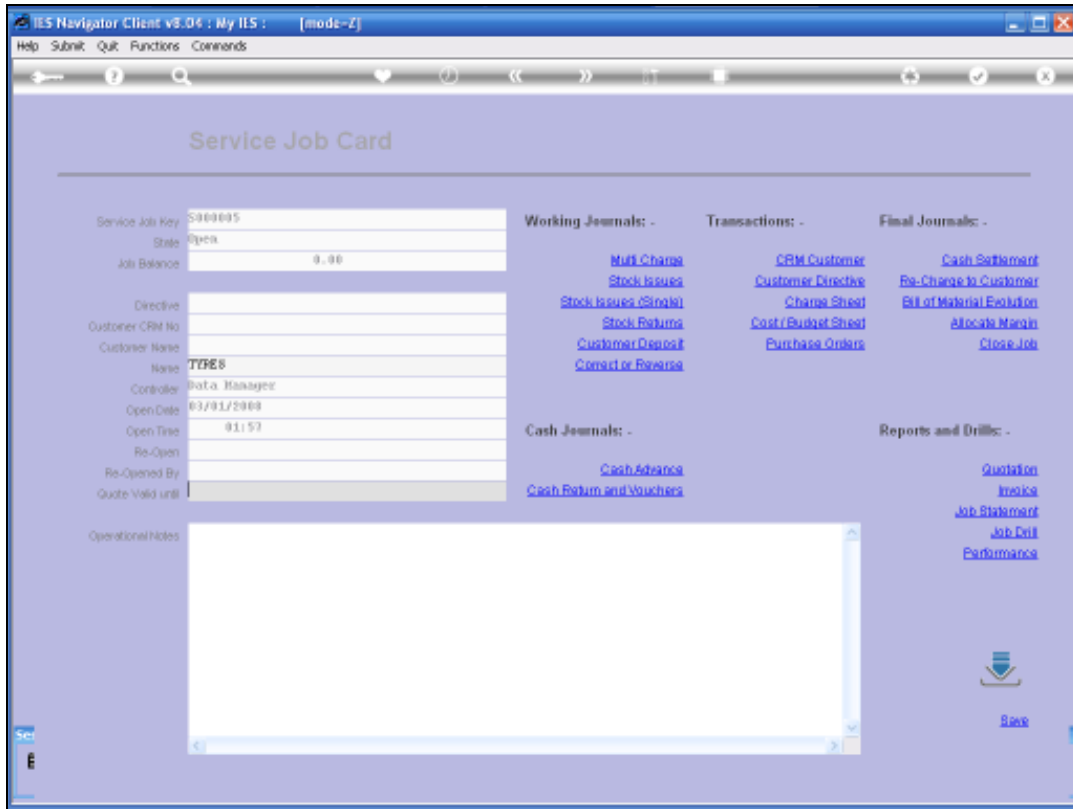 IES Navigator Client v8.04 : My IES : [mode=Z]
Help Submit Quit Functions Commands
Service Job Card
Service Job Key S000005
State Open
Job Balance 0.00
Directive
Customer CRM No
Customer Name
Name TYRES
Controller Data Manager
Open Date 03/01/2008
Open Time 01:57
Re-Open
Re-Opened By
Quote Valid until
Operational Notes
Working Journals: -
Multi Charge
Stock Issues
Stock Issues (Single)
Stock Returns
Customer Deposit
Correct or Reverse
Transactions: -
CRM Customer
Customer Directive
Charge Sheet
Cost / Budget Sheet
Purchase Orders
Final Journals: -
Cash Settlement
Re-Charge to Customer
Bill of Material Evolution
Allocate Margin
Close Job
Cash Journals: -
Cash Advance
Cash Return and Vouchers
Reports and Drills: -
Quotation
Invoice
Job Statement
Job Drill
Performance
Save